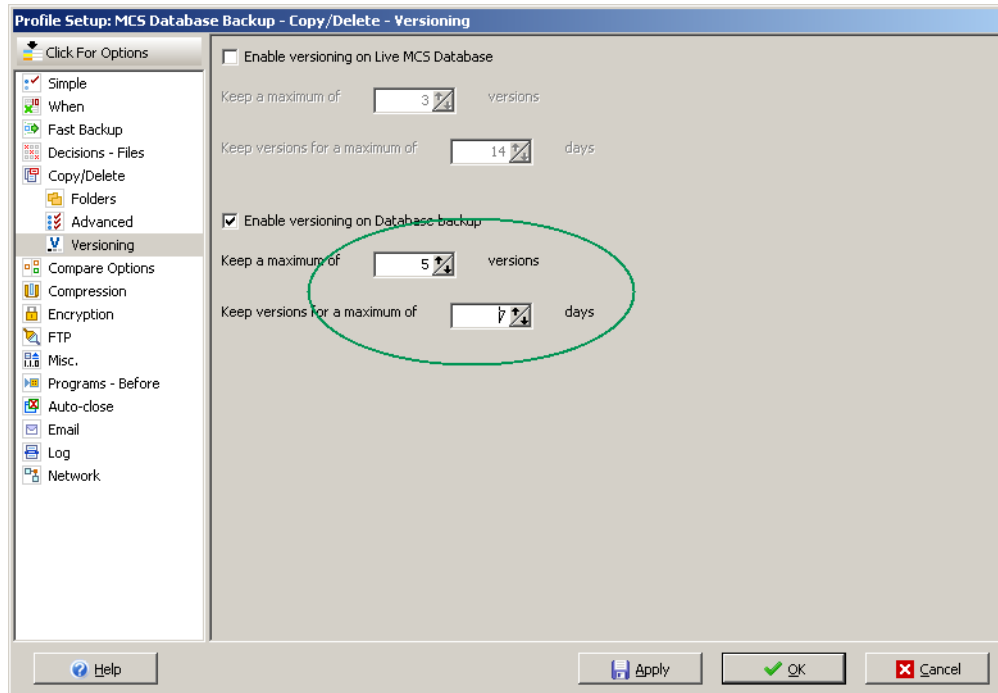 Profile Setup: MCS Database Backup - Copy/Delete - Versioning
Click For Options
Simple
When
Fast Backup
Decisions - Files
Copy/Delete
Folders
Advanced
Versioning
Compare Options
Compression
Encryption
FTP
Misc.
Programs - Before
Auto-close
Email
Log
Network
Enable versioning on Live MCS Database
Keep a maximum of 3 versions
Keep versions for a maximum of 14 days
Enable versioning on Database backup
Keep a maximum of 5 versions
Keep versions for a maximum of 7 days
Help
Apply
OK
Cancel